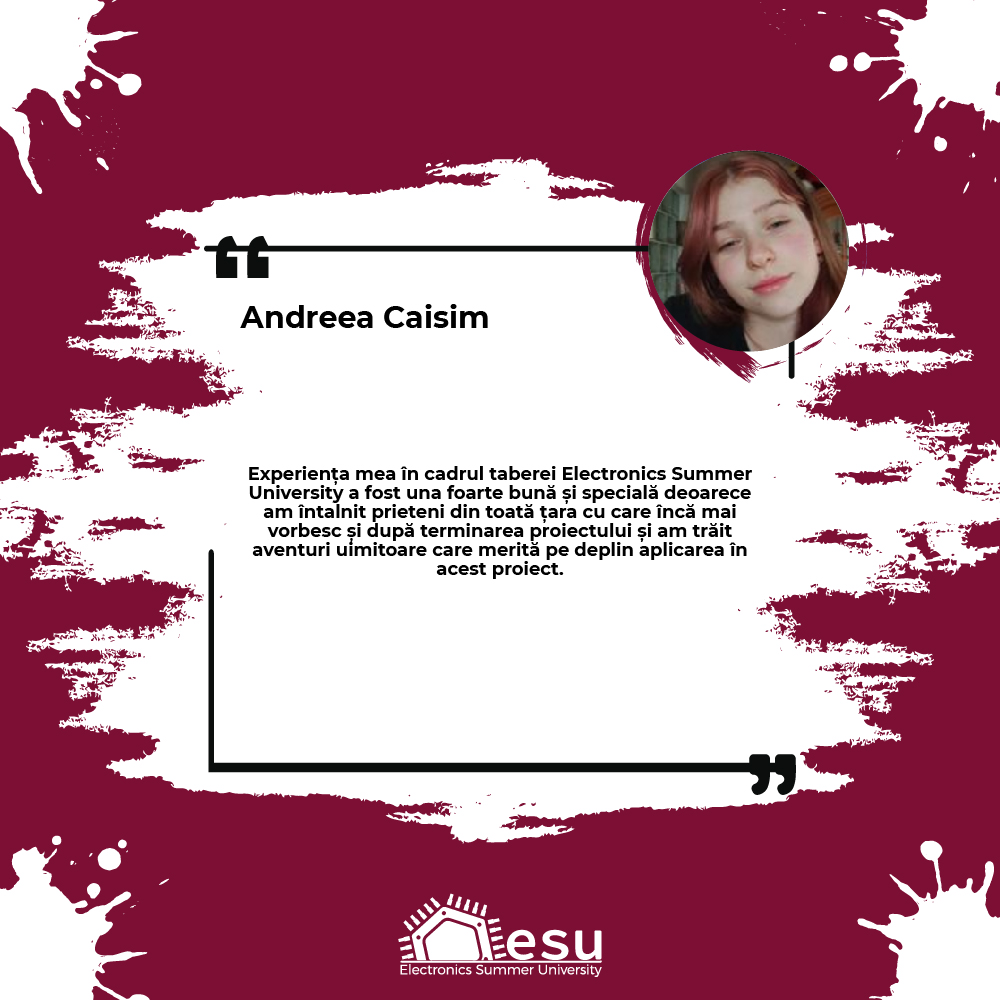 Andreea Caisim
Experiența mea în cadrul taberei Electronics Summer
University a fost una foarte bună și specială deoarece
am întalnit prieteni din toată țara cu care încă mai
vorbesc și după terminarea proiectului și am trăit
aventuri uimitoare care merită pe deplin aplicarea în
acest proiect.
esu
Electronics Summer University